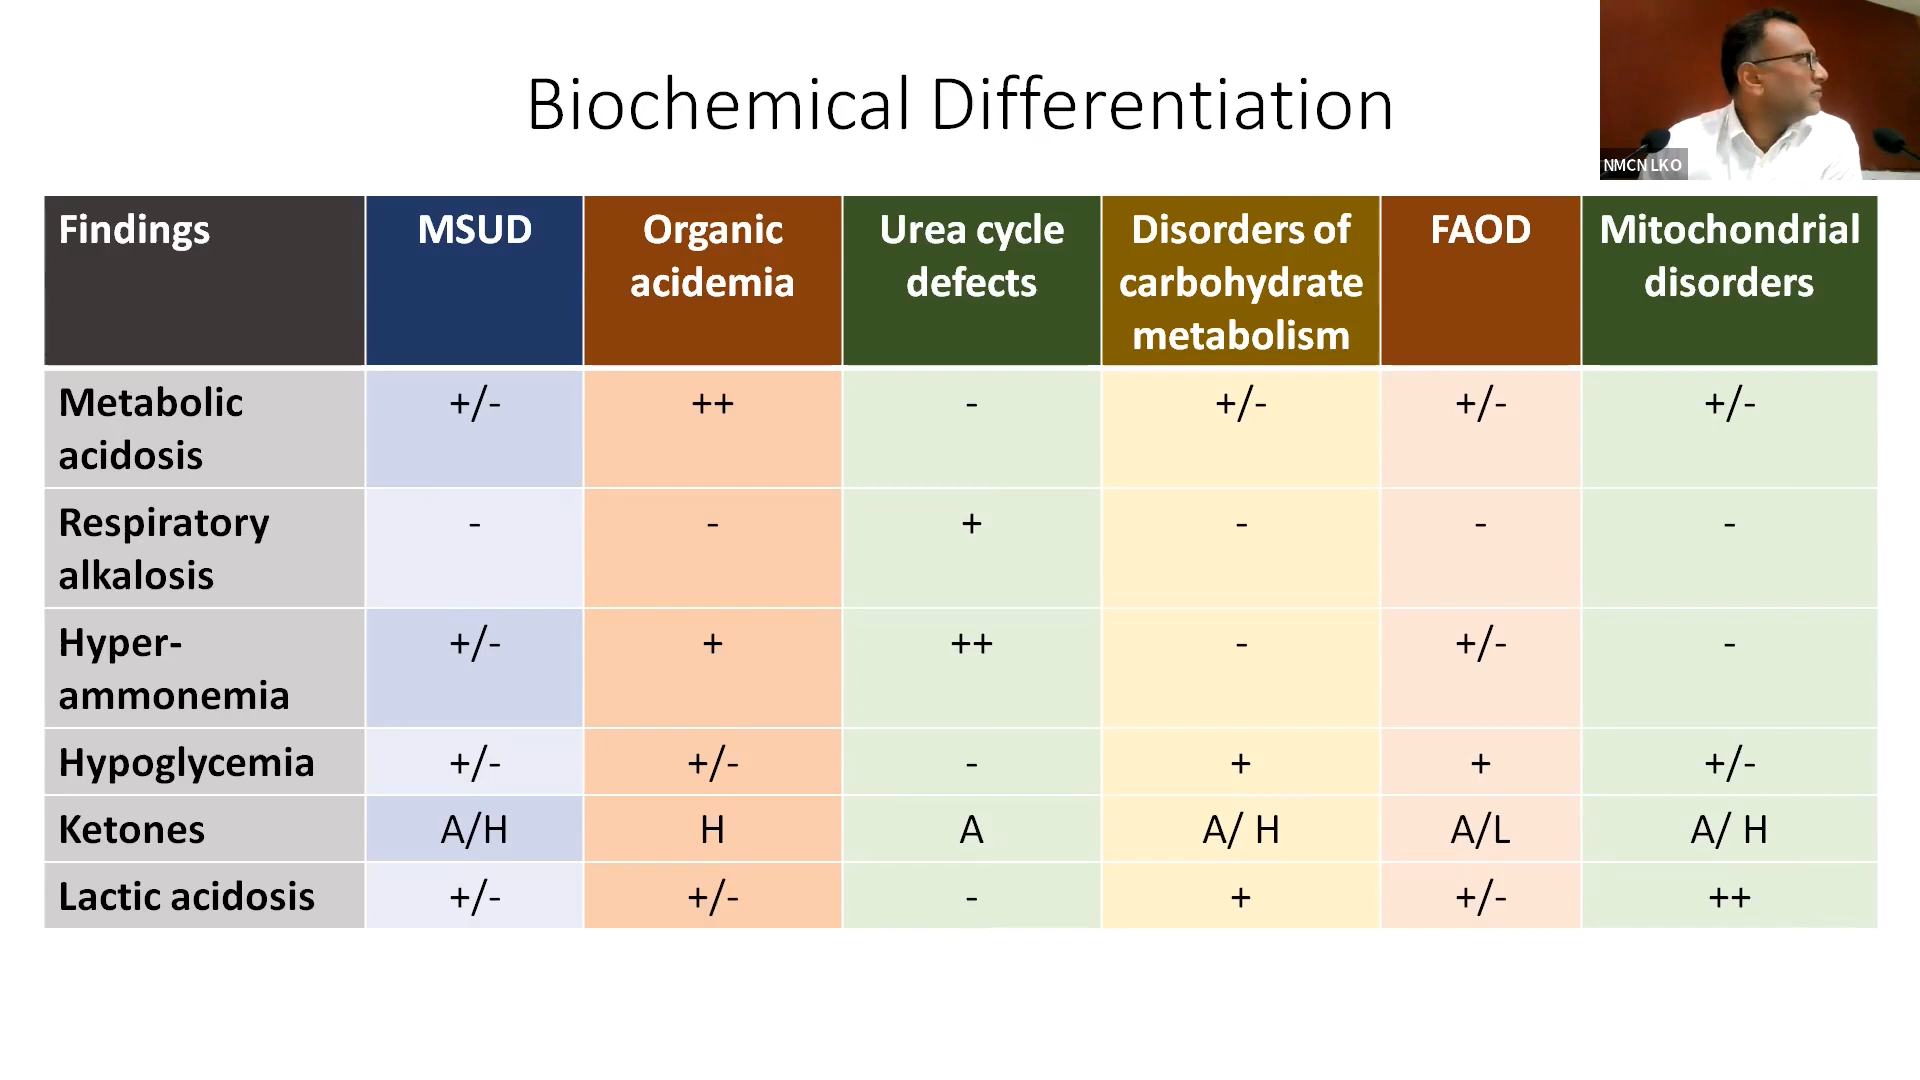 Biochemical Differentiation
NMCN LKO
Findings MSUD Organic acidemia Urea cycle defects Disorders of carbohydrate metabolism FAOD Mitochondrial disorders
Metabolic acidosis +/- ++ - +/- +/- +/-
Respiratory alkalosis - - + - - -
Hyper-ammonemia +/- + ++ - +/- -
Hypoglycemia +/- +/- - + + +/-
Ketones A/H H A A/ H A/L A/ H
Lactic acidosis +/- +/- - + +/- ++